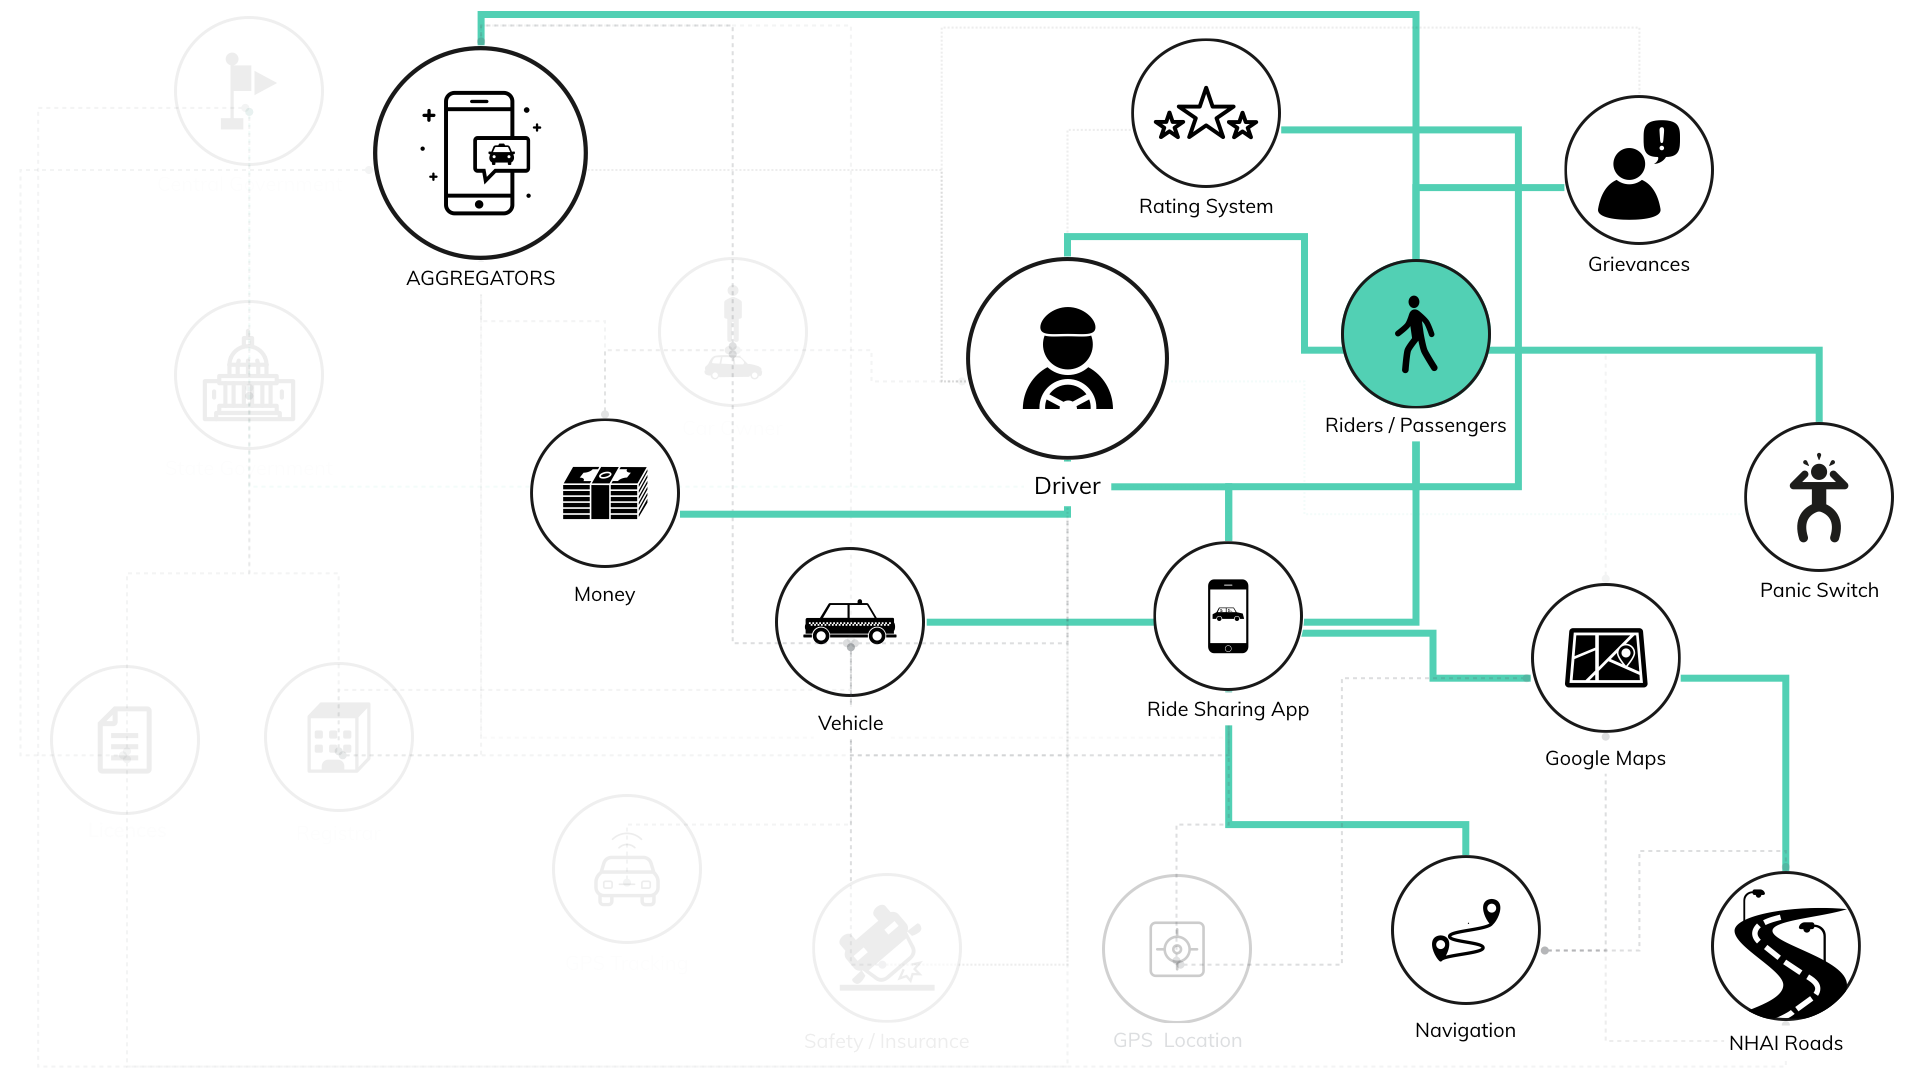 Rating System
Grievances
AGGREGATORS
Riders / Passengers
Driver
Money
Panic Switch
Vehicle
Ride Sharing App
Google Maps
Navigation
Safety / Insurance
GPS Location
NHAI Roads